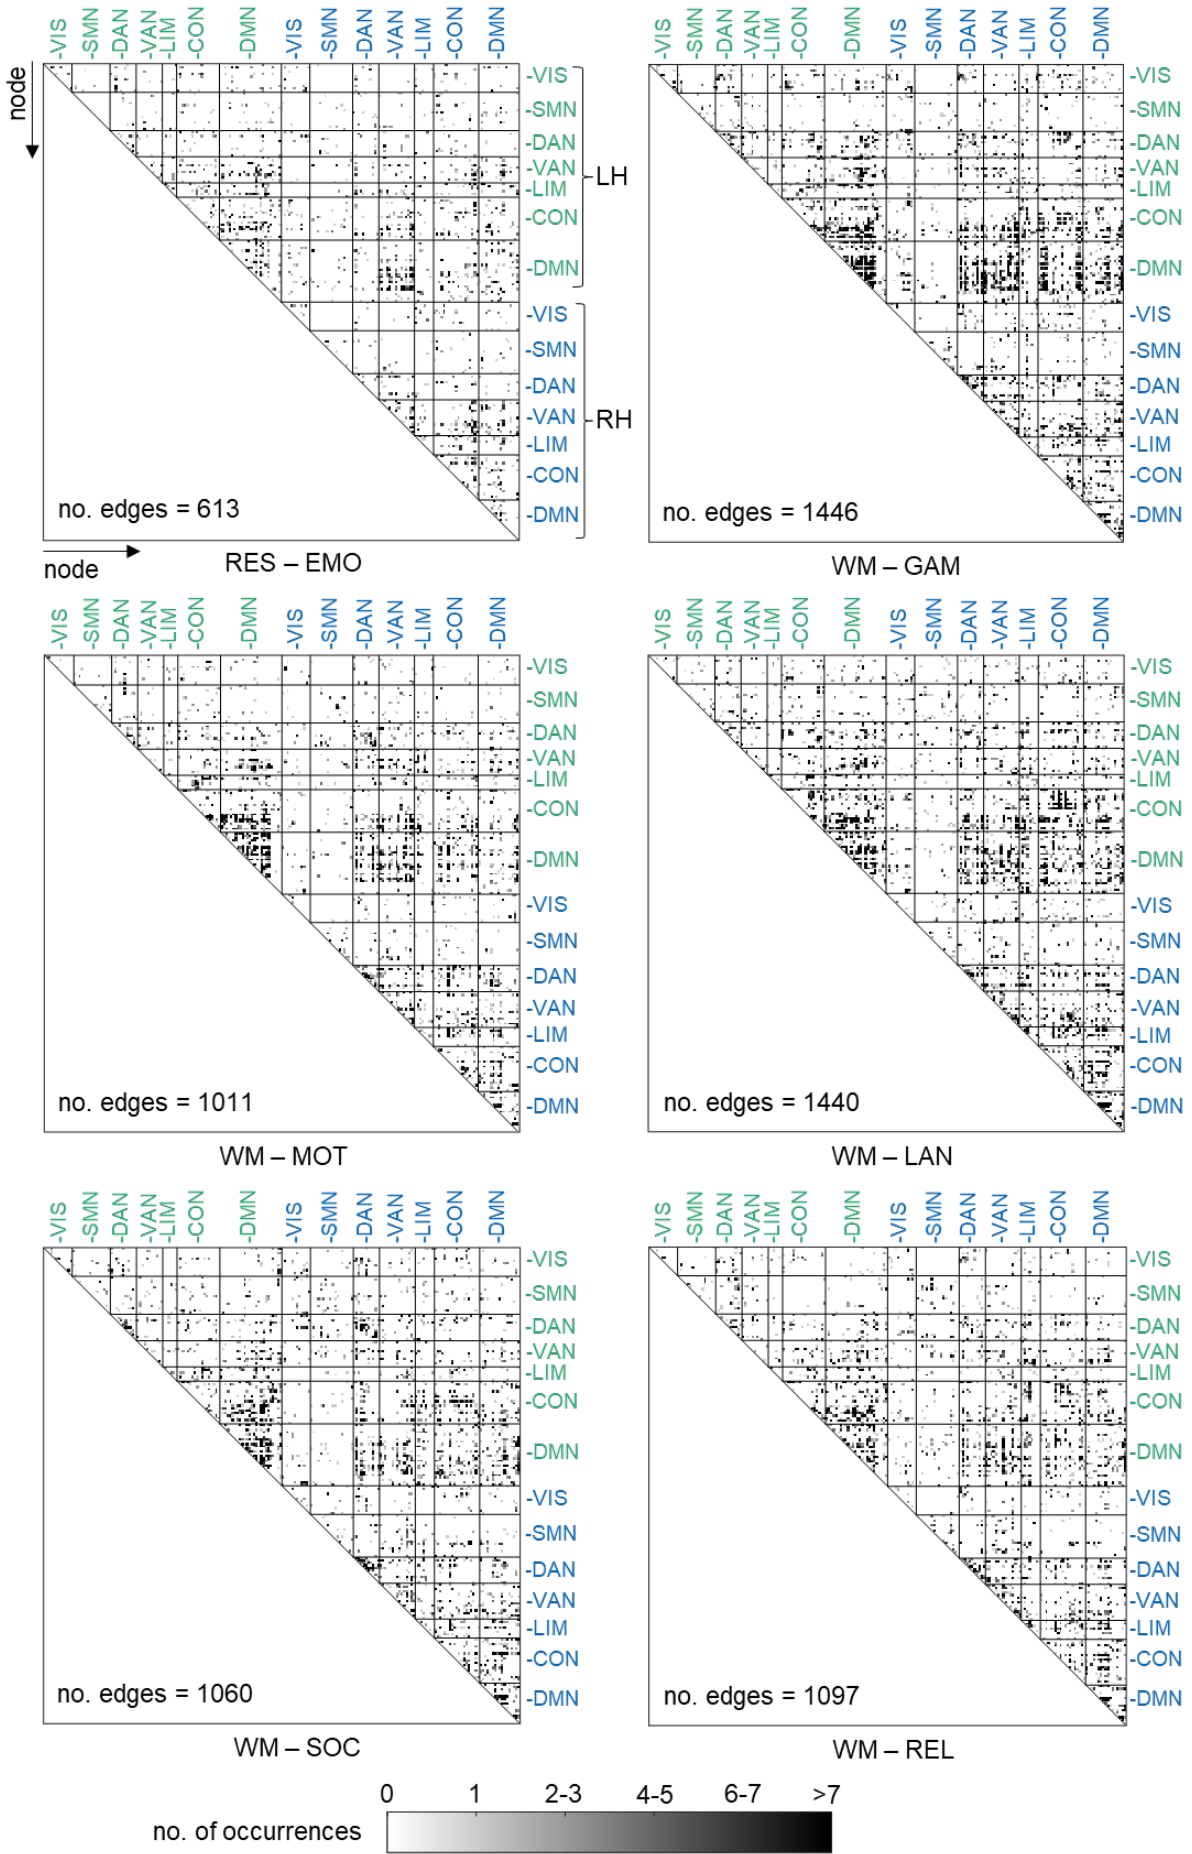 -VIS -SMN -DAN -VAN -LIM -CON -DMN -VIS -SMN -DAN -VAN -LIM -CON -DMN
node
-VIS
-SMN
-DAN
-VAN
-LIM
-CON
-DMN
LH
-VIS
-SMN
-DAN
-VAN
-LIM
-CON
-DMN
RH
no. edges = 613
node
RES – EMO
-VIS -SMN -DAN -VAN -LIM -CON -DMN -VIS -SMN -DAN -VAN -LIM -CON -DMN
-VIS
-SMN
-DAN
-VAN
-LIM
-CON
-DMN
-VIS
-SMN
-DAN
-VAN
-LIM
-CON
-DMN
no. edges = 1446
WM – GAM
-VIS -SMN -DAN -VAN -LIM -CON -DMN -VIS -SMN -DAN -VAN -LIM -CON -DMN
-VIS
-SMN
-DAN
-VAN
-LIM
-CON
-DMN
-VIS
-SMN
-DAN
-VAN
-LIM
-CON
-DMN
no. edges = 1011
WM – MOT
-VIS -SMN -DAN -VAN -LIM -CON -DMN -VIS -SMN -DAN -VAN -LIM -CON -DMN
-VIS
-SMN
-DAN
-VAN
-LIM
-CON
-DMN
-VIS
-SMN
-DAN
-VAN
-LIM
-CON
-DMN
no. edges = 1440
WM – LAN
-VIS -SMN -DAN -VAN -LIM -CON -DMN -VIS -SMN -DAN -VAN -LIM -CON -DMN
-VIS
-SMN
-DAN
-VAN
-LIM
-CON
-DMN
-VIS
-SMN
-DAN
-VAN
-LIM
-CON
-DMN
no. edges = 1060
WM – SOC
-VIS -SMN -DAN -VAN -LIM -CON -DMN -VIS -SMN -DAN -VAN -LIM -CON -DMN
-VIS
-SMN
-DAN
-VAN
-LIM
-CON
-DMN
-VIS
-SMN
-DAN
-VAN
-LIM
-CON
-DMN
no. edges = 1097
WM – REL
0 1 2-3 4-5 6-7 >7
no. of occurrences